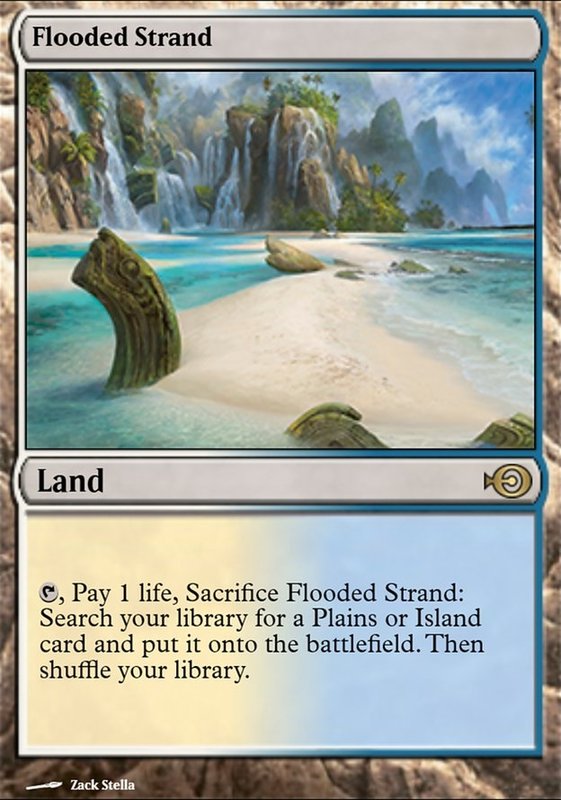 Flooded Strand
Land
, Pay 1 life, Sacrifice Flooded Strand:
Search your library for a Plains or Island
card and put it onto the battlefield. Then
shuffle your library.
Zack Stella